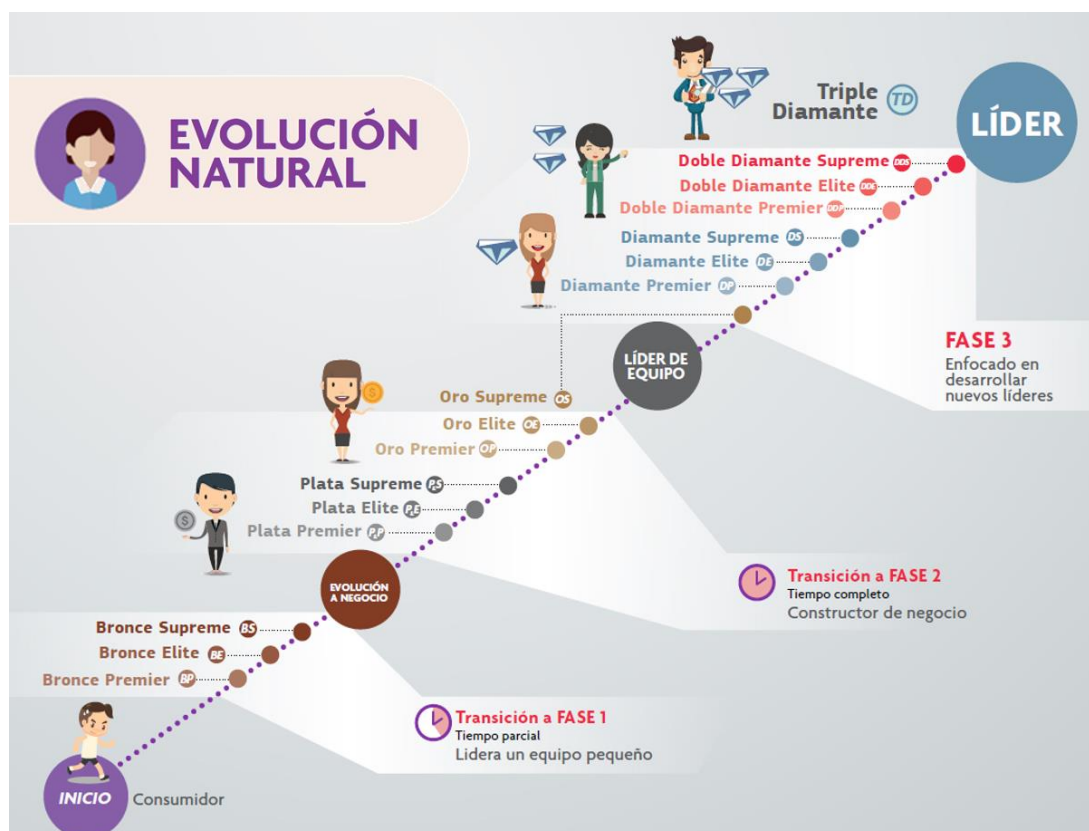 EVOLUCIÓN
NATURAL
Triple
Diamante TD
LÍDER
Doble Diamante Supreme DDS
Doble Diamante Elite DDE
Doble Diamante Premier DDP
Diamante Supreme DS
Diamante Elite DE
Diamante Premier DP
FASE 3
Enfocado en
desarrollar
nuevos líderes
LÍDER DE
EQUIPO
Oro Supreme OS
Oro Elite OE
Oro Premier OP
Plata Supreme P,S
Plata Elite P,E
Plata Premier P,P
Transición a FASE 2
Tiempo completo
Constructor de negocio
EVOLUCIÓN
A NEGOCIO
Bronce Supreme BS
Bronce Elite BE
Bronce Premier BP
Transición a FASE 1
Tiempo parcial
Lidera un equipo pequeño
INICIO Consumidor
$
$